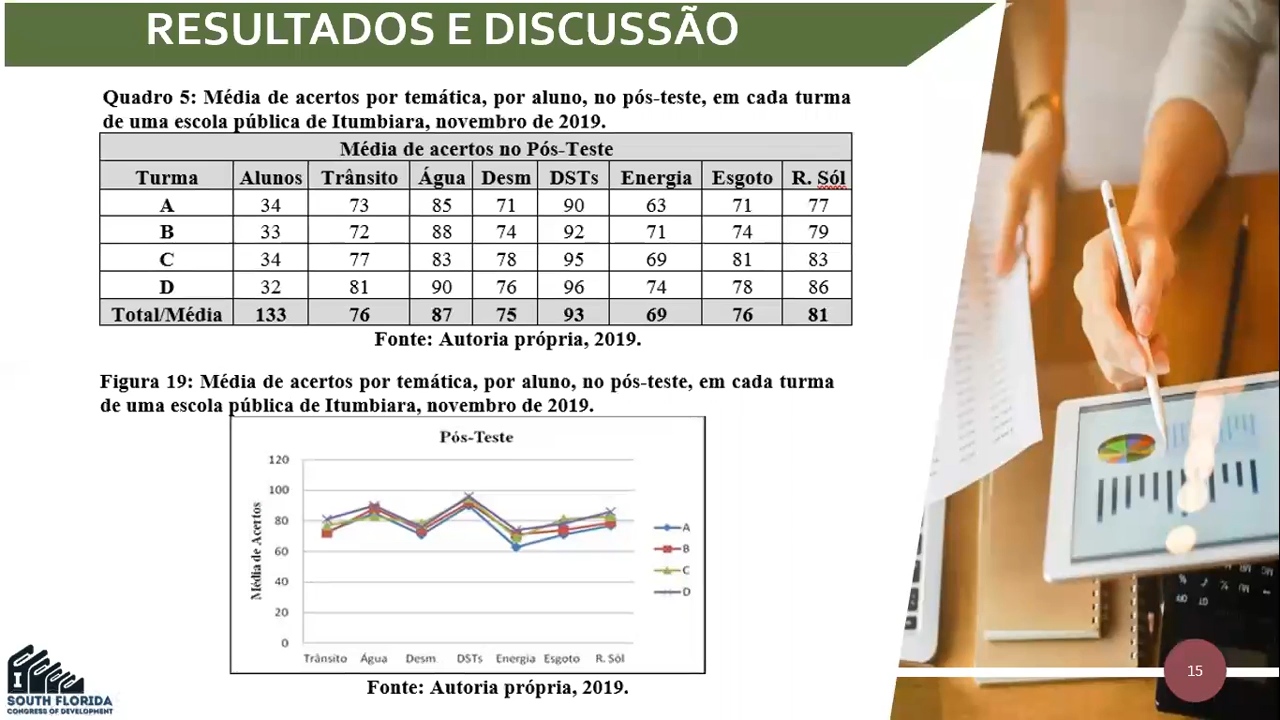 RESULTADOS E DISCUSSÃO
Quadro 5: Média de acertos por temática, por aluno, no pós-teste, em cada turma
de uma escola pública de Itumbiara, novembro de 2019.
Média de acertos no Pós-Teste
Turma Alunos Trânsito Água Desm DSTs Energia Esgoto R. Sól
A 34 73 85 71 90 63 71 77
B 33 72 88 74 92 71 74 79
C 34 77 83 78 95 69 81 83
D 32 81 90 76 96 74 78 86
Total/Média 133 76 87 75 93 69 76 81
Fonte: Autoria própria, 2019.
Figura 19: Média de acertos por temática, por aluno, no pós-teste, em cada turma
de uma escola pública de Itumbiara, novembro de 2019.
Pós-Teste
Média de Acertos
120
100
80
60
40
20
0
Trânsito Água Desm DSTs Energia Esgoto R. Sól
A
B
C
D
Fonte: Autoria própria, 2019.
I
SOUTH FLORIDA
CONGRESS OF DEVELOPMENT
15